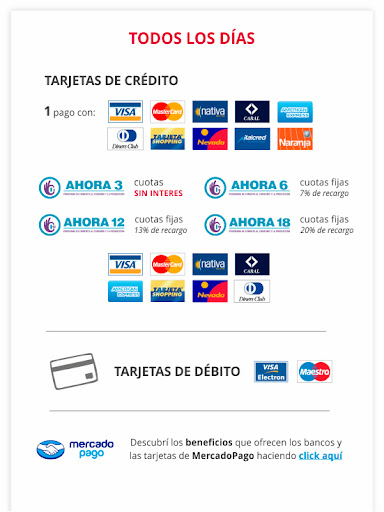 TODOS LOS DÍAS
TARJETAS DE CRÉDITO
1 pago con:
VISA MasterCard nativa CABAL AMERICAN EXPRESS
Diners Club TARJETA SHOPPING Nevada Italcred Naranja
AHORA 3 cuotas SIN INTERES
AHORA 6 cuotas fijas 7% de recargo
AHORA 12 cuotas fijas 13% de recargo
AHORA 18 cuotas fijas 20% de recargo
VISA MasterCard nativa CABAL
AMERICAN EXPRESS TARJETA SHOPPING Nevada Diners Club
TARJETAS DE DÉBITO
VISA Electron Maestro
mercado pago
Descubrí los beneficios que ofrecen los bancos y
las tarjetas de MercadoPago haciendo click aquí